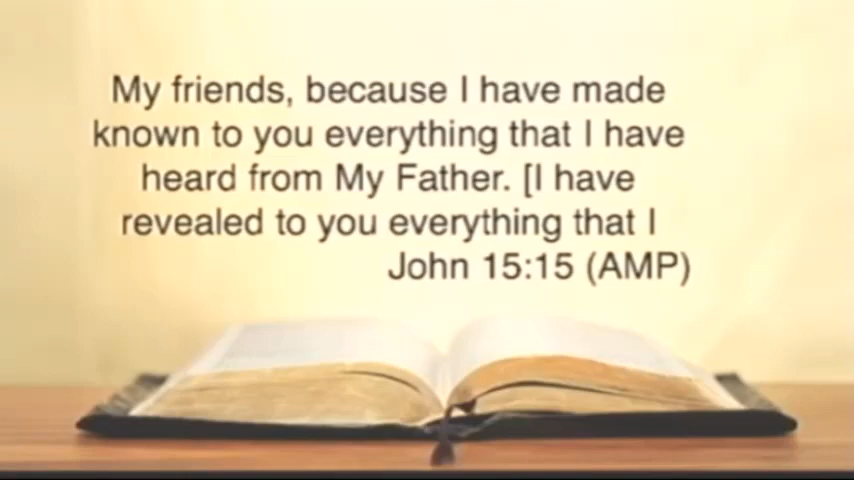 My friends, because I have made
known to you everything that I have
heard from My Father. [I have
revealed to you everything that I
John 15:15 (AMP)